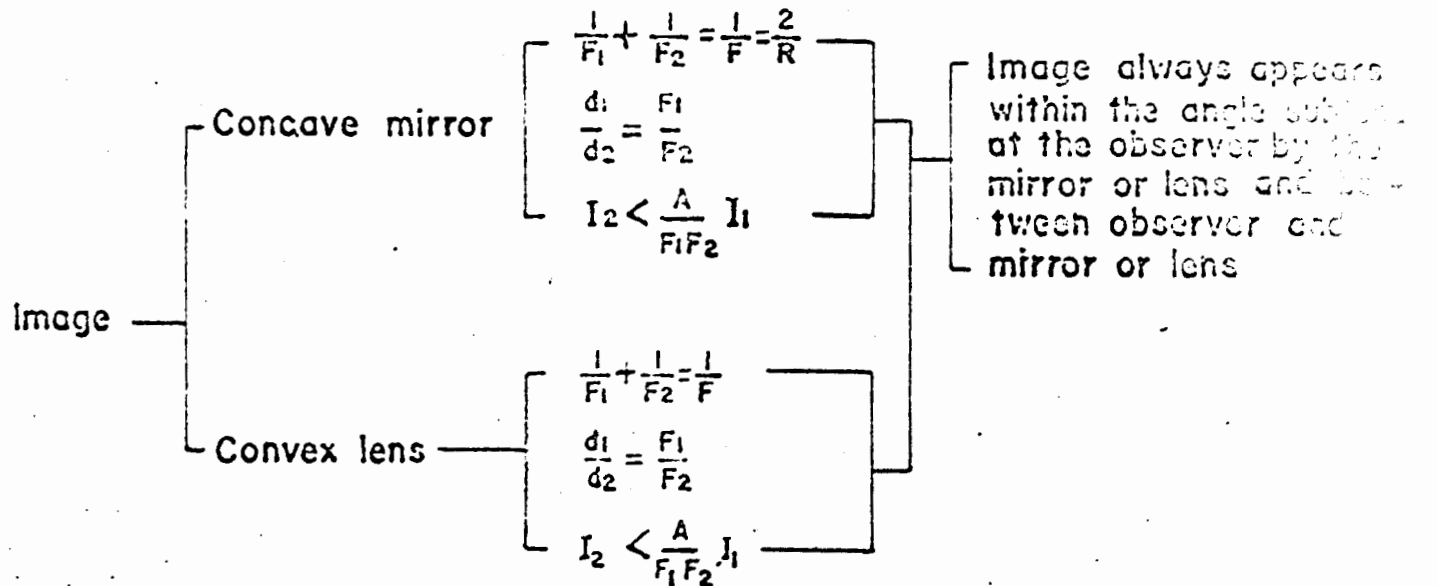 Image
Concave mirror
1/F1 + 1/F2 = 1/F = 2/R
d1/d2 = F1/F2
I2 < A/F1F2 I1
Convex lens
1/F1 + 1/F2 = 1/F
d1/d2 = F1/F2
I2 < A/F1F2 I1
Image always appears
within the angle
at the observer by the
mirror or lens and be-
tween observer and
mirror or lens